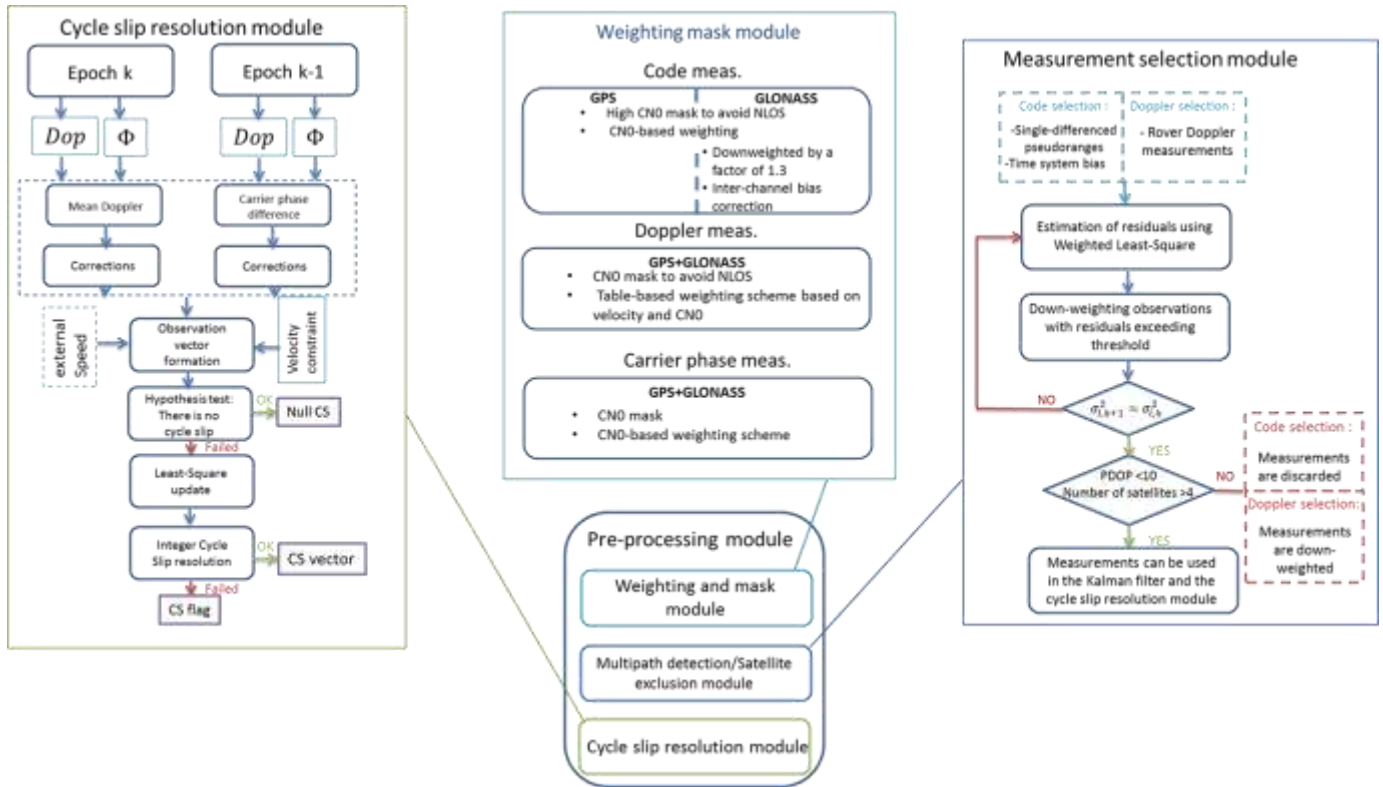 Cycle slip resolution module
Epoch k
Epoch k-1
Dop
Φ
Dop
Φ
Mean Doppler
Carrier phase
difference
Corrections
Corrections
external
Speed
Observation
vector
formation
Velocity
constraint
Hypothesis test:
There is no
cycle slip
OK
Null CS
Failed
Least-Square
update
Integer Cycle
Slip resolution
OK
CS vector
Failed
CS flag
Weighting mask module
Code meas.
GPS
GLONASS
• High CN0 mask to avoid NLOS
• CN0-based weighting
• Downweighted by a
factor of 1.3
• Inter-channel bias
correction
Doppler meas.
GPS+GLONASS
• CN0 mask to avoid NLOS
• Table-based weighting scheme based on
velocity and CN0
Carrier phase meas.
GPS+GLONASS
• CN0 mask
• CN0-based weighting scheme
Pre-processing module
Weighting and mask
module
Multipath detection/Satellite
exclusion module
Cycle slip resolution module
Measurement selection module
Code selection :
-Single-differenced
pseudoranges
-Time system bias
Doppler selection :
- Rover Doppler
measurements
Estimation of residuals using
Weighted Least-Square
Down-weighting observations
with residuals exceeding
threshold
NO
YES
PDOP <10
Number of satellites >4
NO
Code selection :
Measurements
are discarded
Doppler selection:
Measurements
are down-
weighted
YES
Measurements can be used
in the Kalman filter and the
cycle slip resolution module